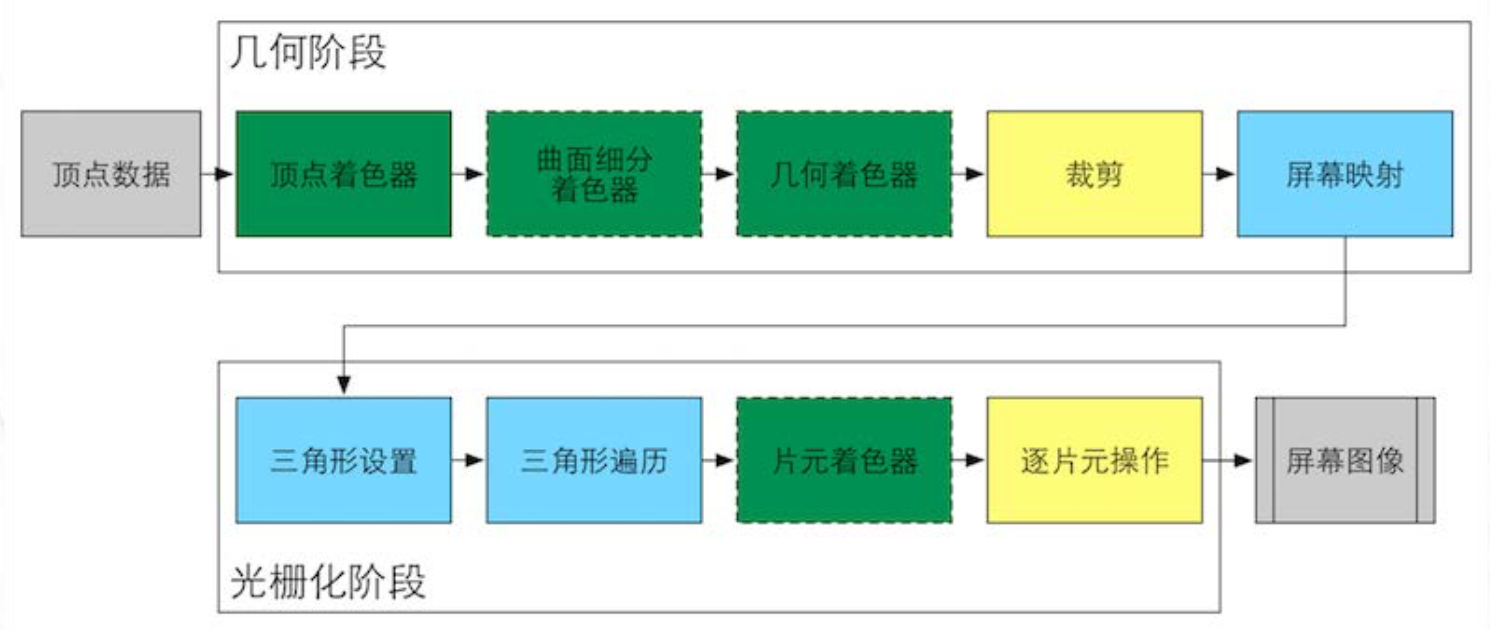 几何阶段
顶点数据
顶点着色器
曲面细分
着色器
几何着色器
裁剪
屏幕映射
三角形设置
三角形遍历
片元着色器
逐片元操作
屏幕图像
光栅化阶段